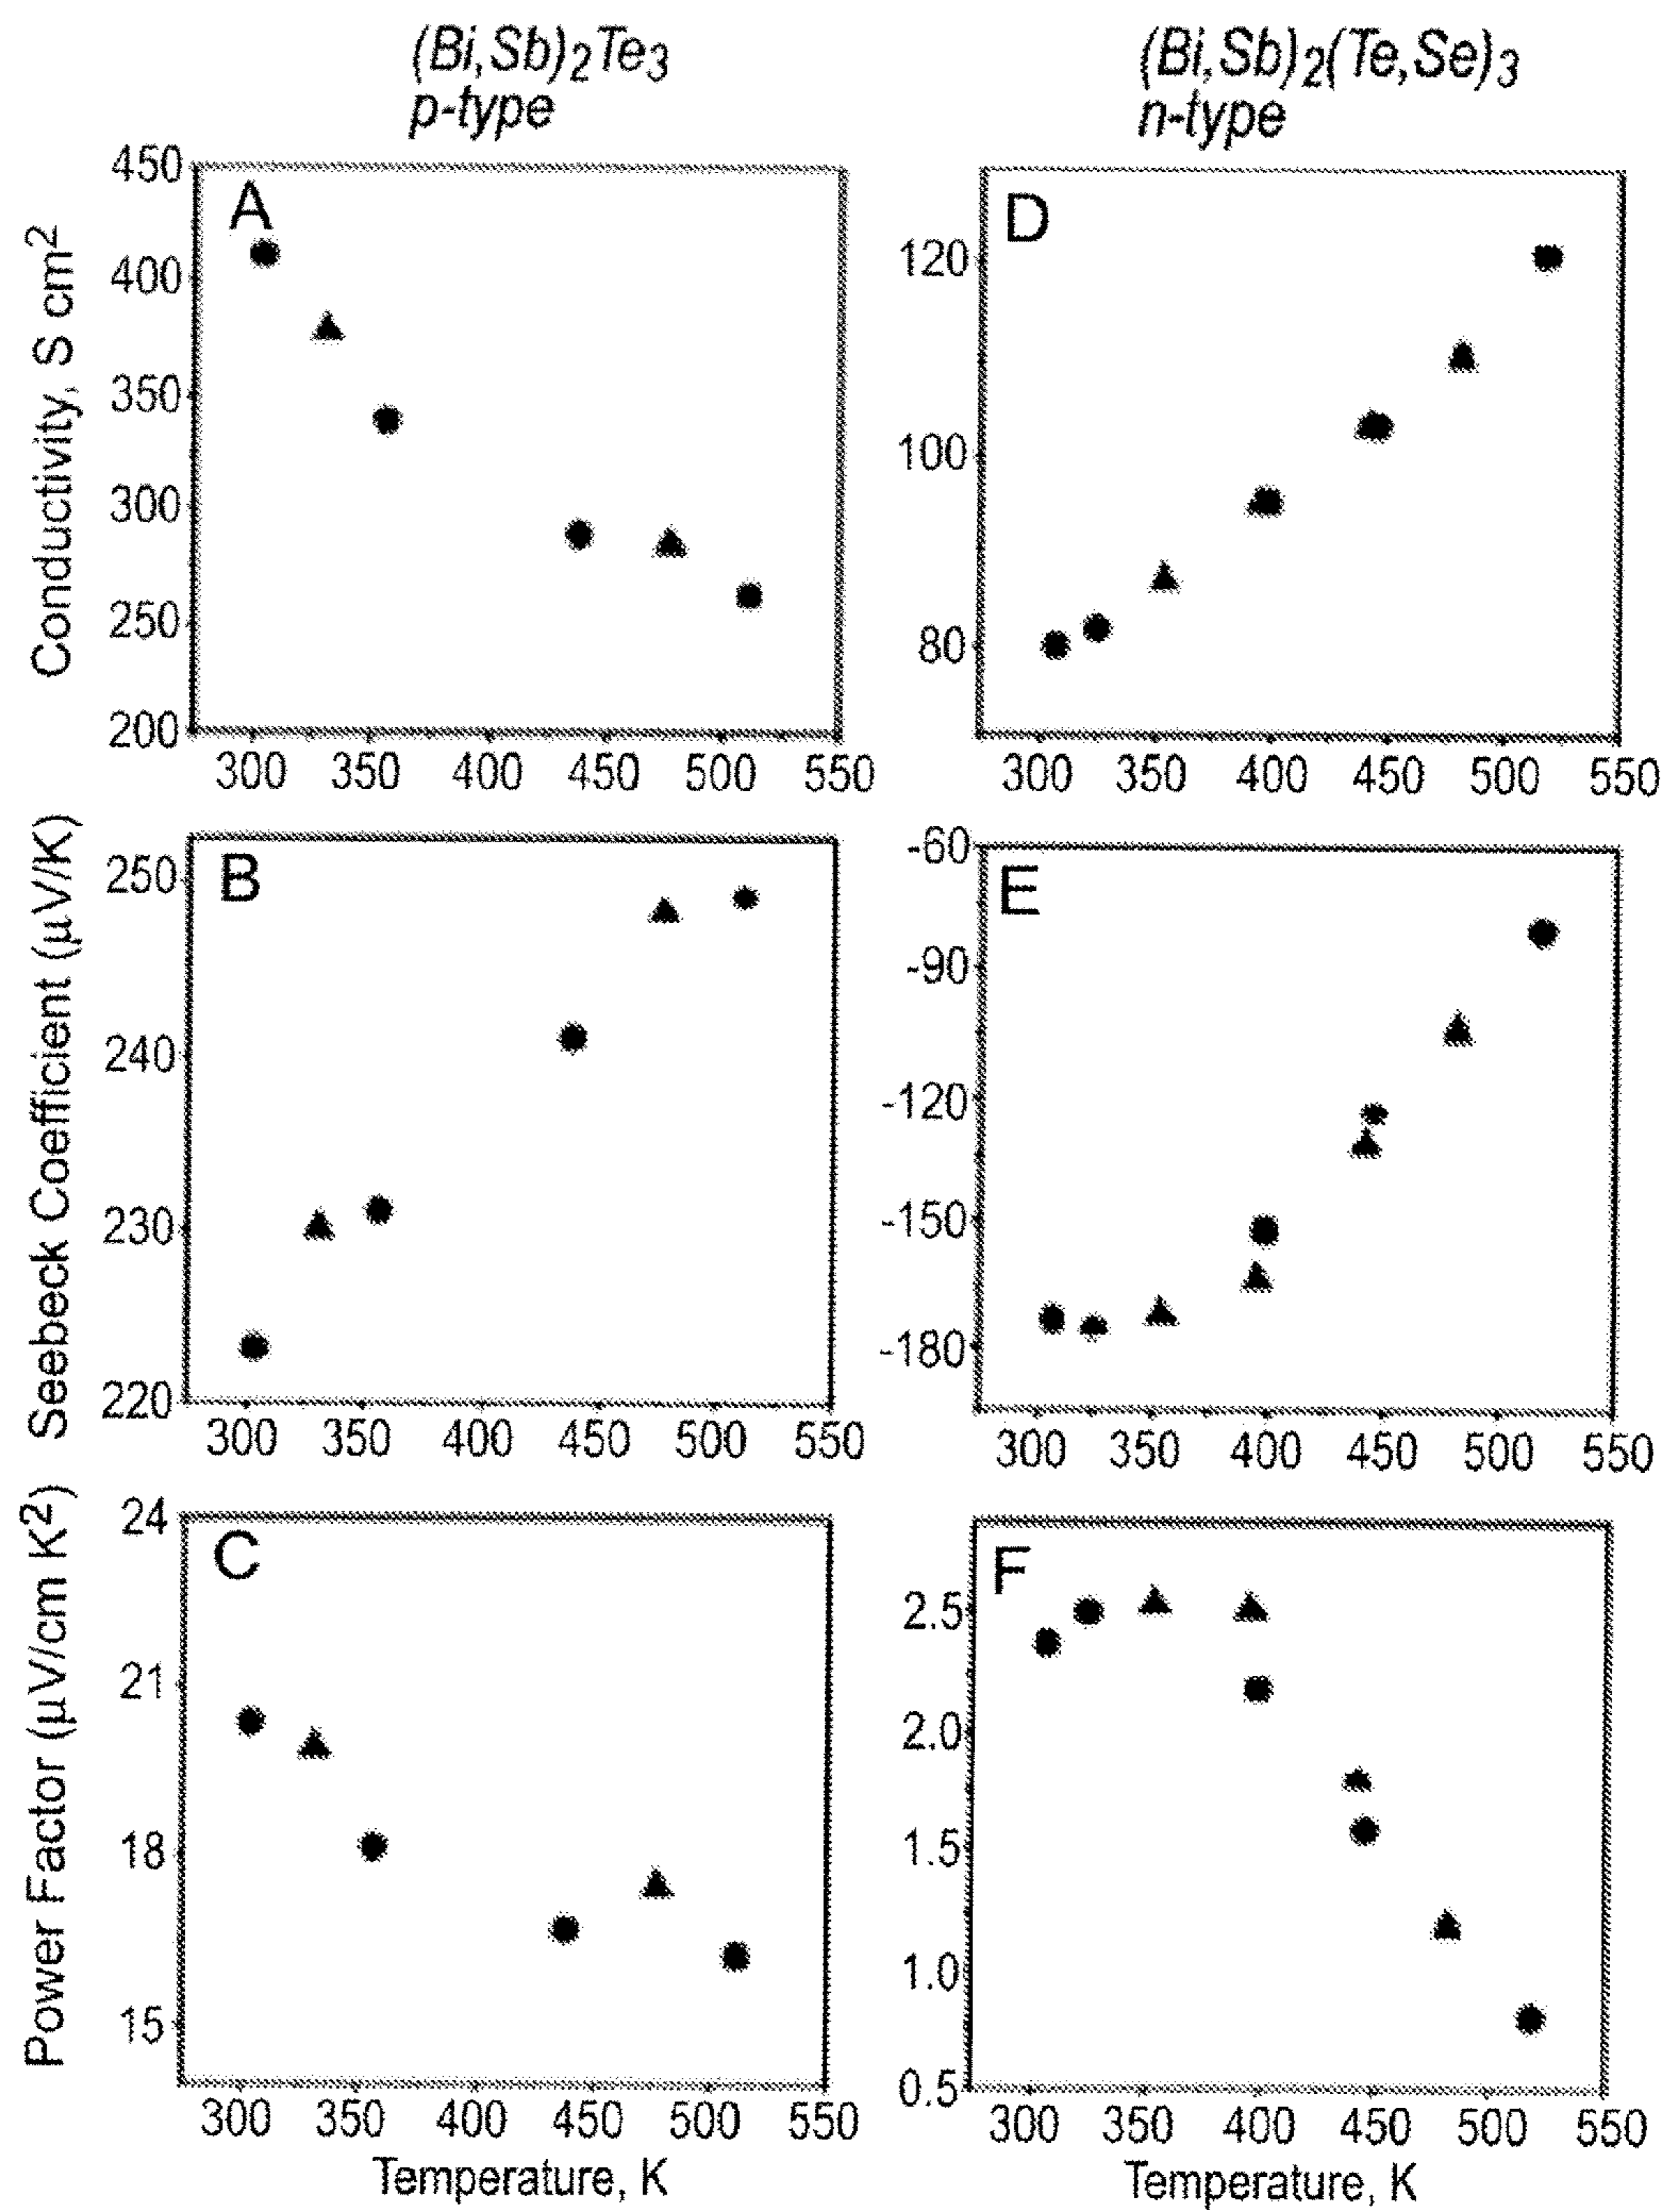 (Bi,Sb)2Te3
p-type
(Bi,Sb)2(Te,Se)3
n-type
Conductivity, S cm2
450
400
350
300
250
200
A
300 350 400 450 500 550
120
100
80
D
300 350 400 450 500 550
Seebeck Coefficient (μV/K)
250
240
230
220
B
300 350 400 450 500 550
-60
-90
-120
-150
-180
E
300 350 400 450 500 550
Power Factor (μV/cm K2)
24
21
18
15
C
300 350 400 450 500 550
Temperature, K
2.5
2.0
1.5
1.0
0.5
F
300 350 400 450 500 550
Temperature, K